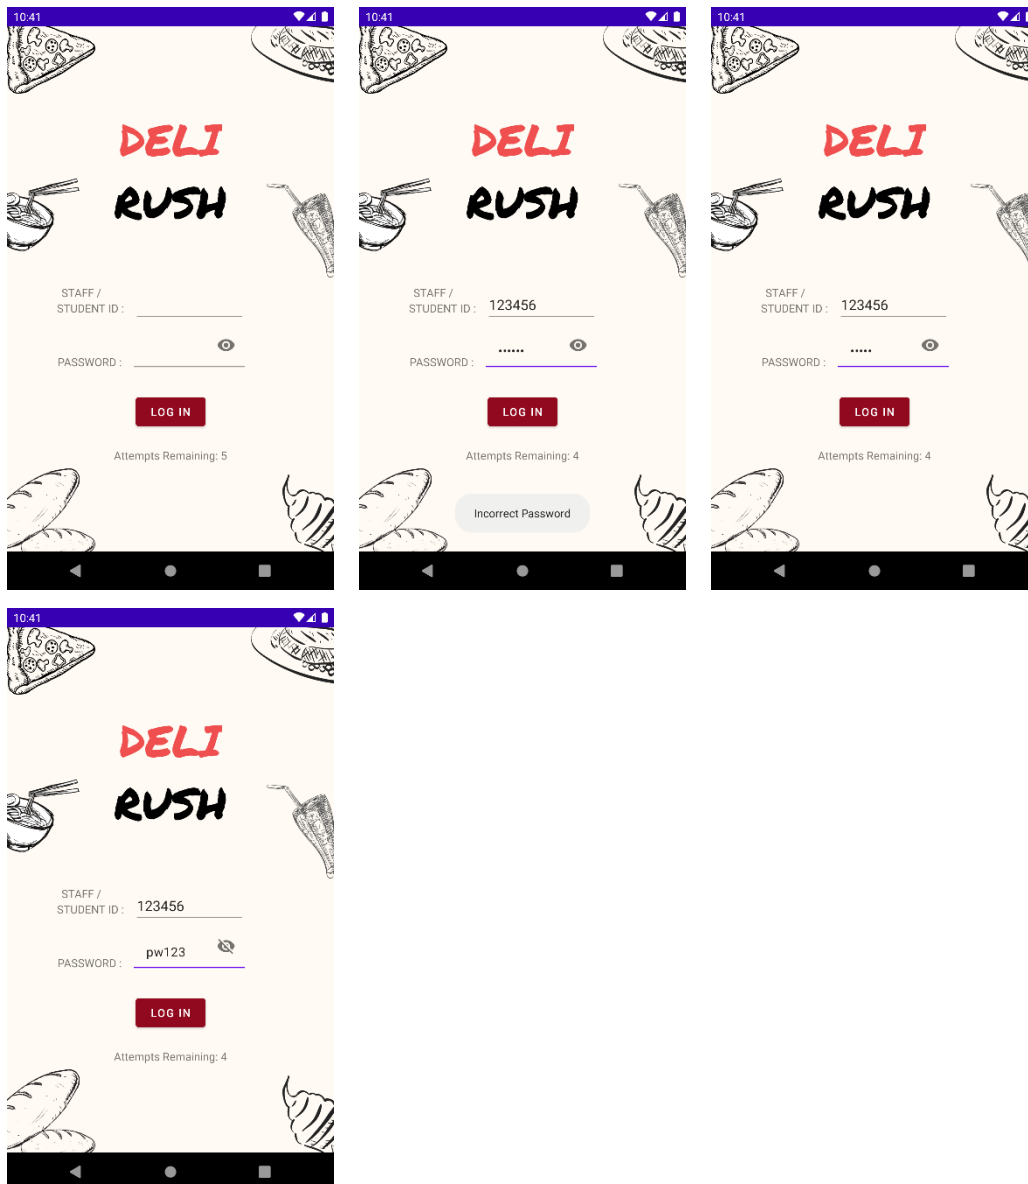 10:41
DELI
RUSH
STAFF /
STUDENT ID :
PASSWORD :
LOG IN
Attempts Remaining: 5
10:41
DELI
RUSH
STAFF /
STUDENT ID : 123456
PASSWORD : ••••••
LOG IN
Attempts Remaining: 4
Incorrect Password
10:41
DELI
RUSH
STAFF /
STUDENT ID : 123456
PASSWORD : •••••
LOG IN
Attempts Remaining: 4
10:41
DELI
RUSH
STAFF /
STUDENT ID : 123456
PASSWORD : pw123
LOG IN
Attempts Remaining: 4